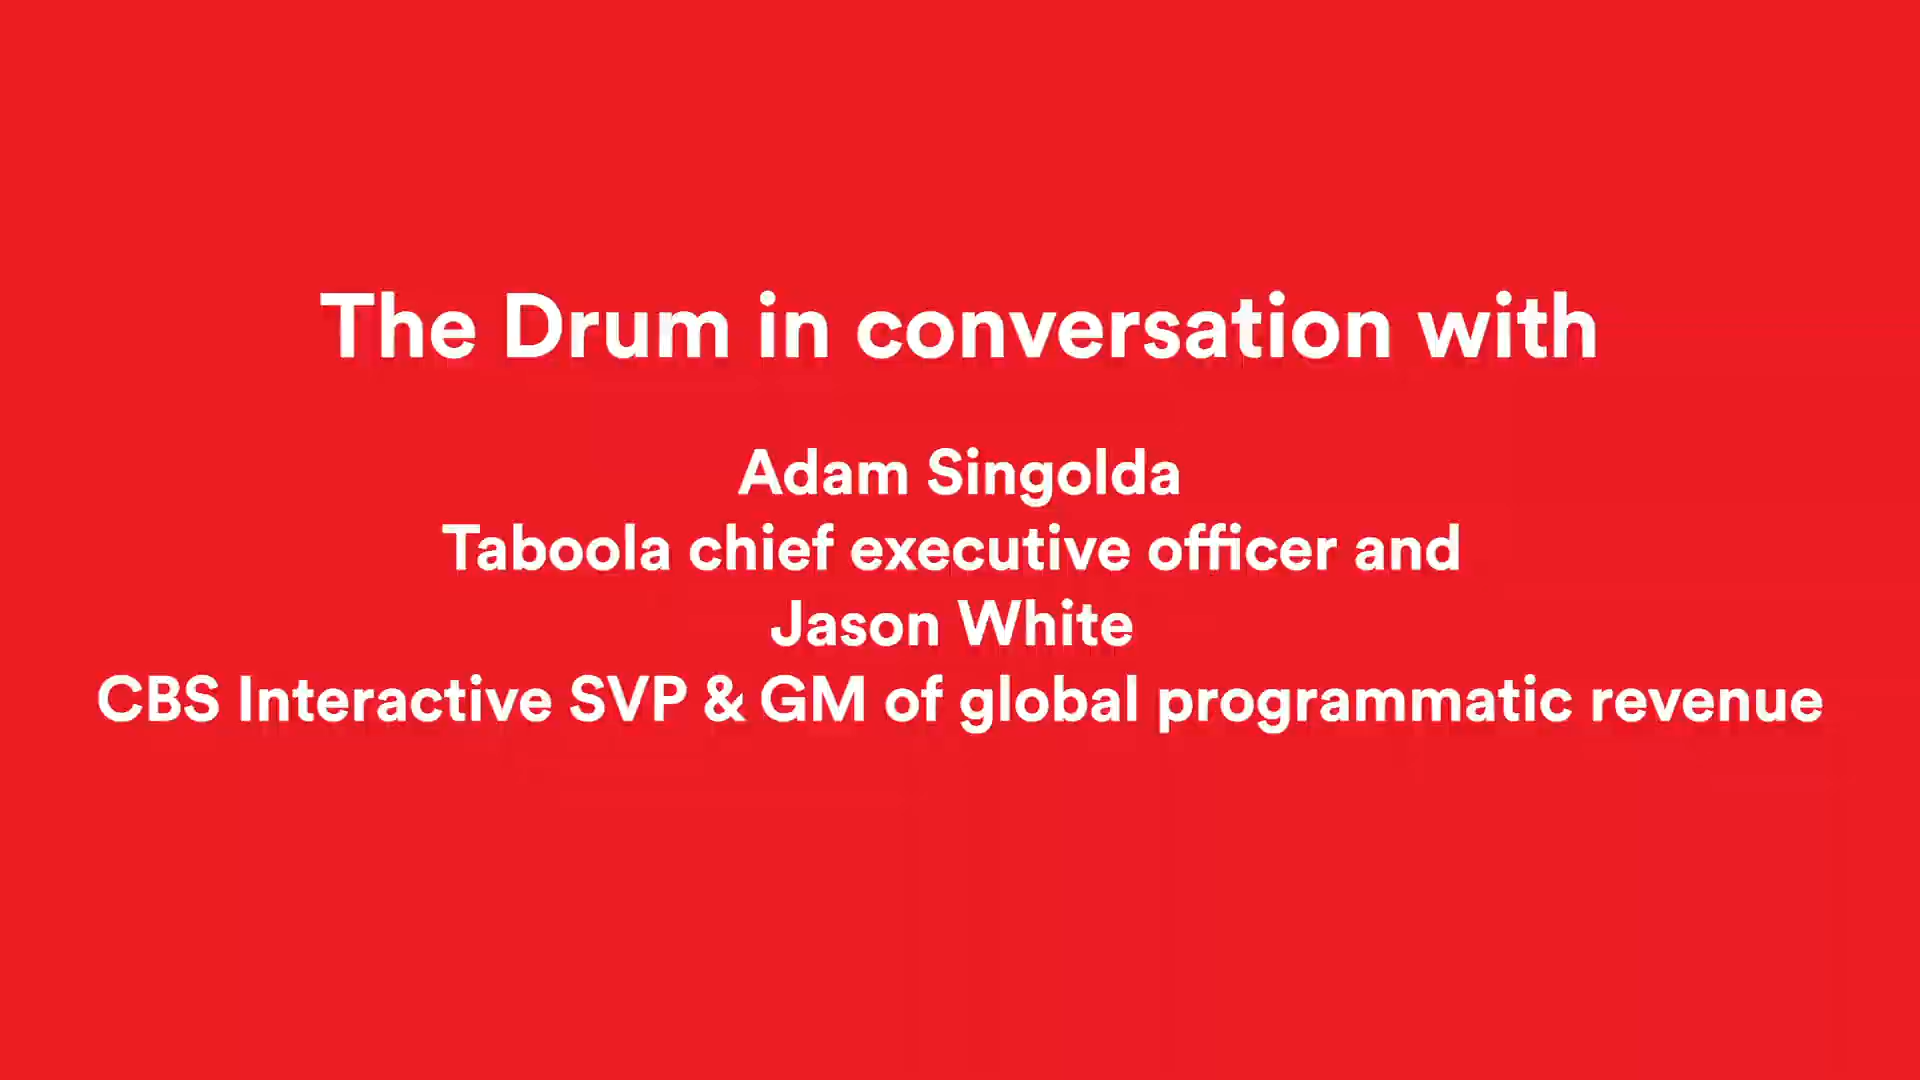 The Drum in conversation with
Adam Singolda
Taboola chief executive officer and
Jason White
CBS Interactive SVP & GM of global programmatic revenue